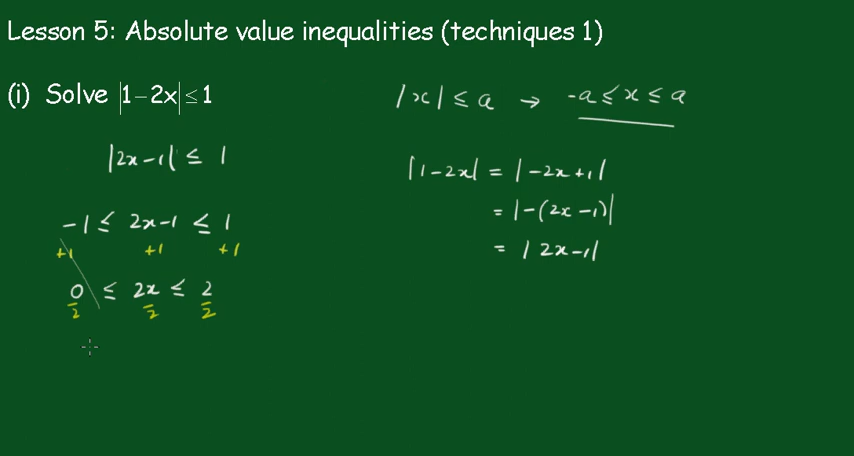 Lesson 5: Absolute value inequalities (techniques 1)
(i) Solve |1-2x| ≤ 1
|x| ≤ a → -a ≤ x ≤ a
|2x-1| ≤ 1
|1-2x| = |-2x+1|
= |-(2x-1)|
= |2x-1|
-1 ≤ 2x-1 ≤ 1
+1 +1 +1
0 ≤ 2x ≤ 2
2 2 2